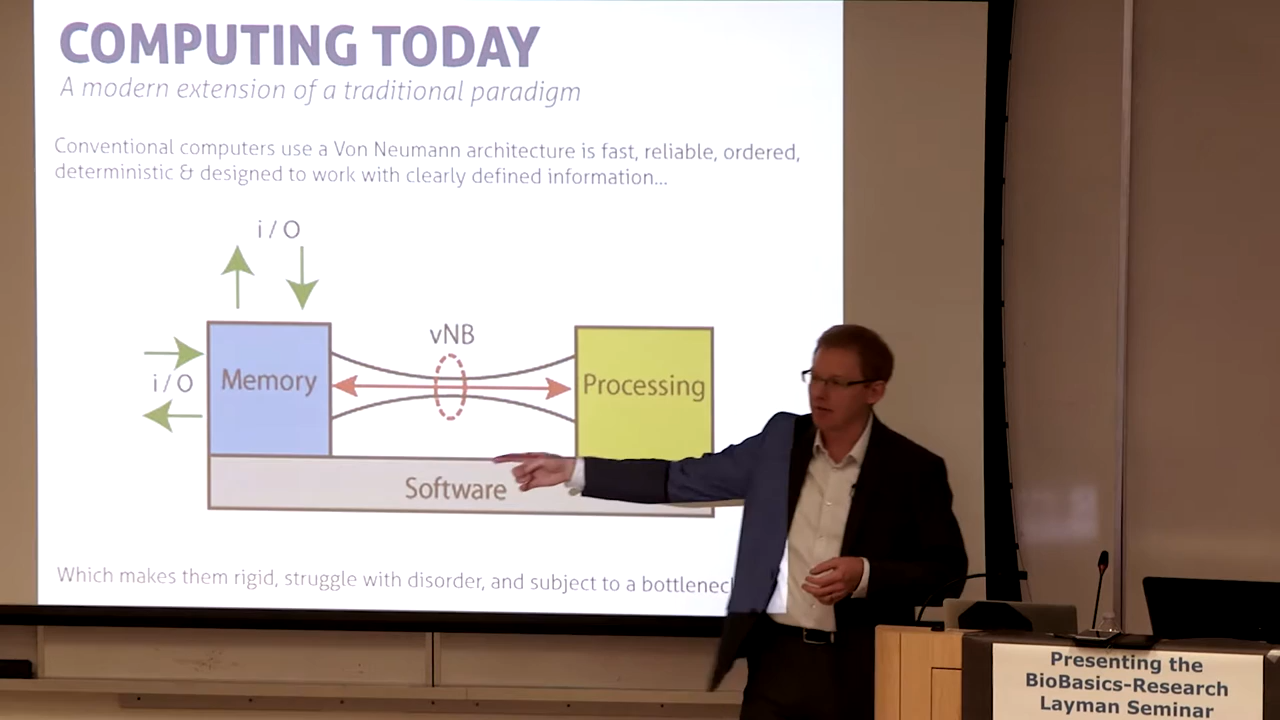 COMPUTING TODAY
A modern extension of a traditional paradigm
Conventional computers use a Von Neumann architecture is fast, reliable, ordered,
deterministic & designed to work with clearly defined information...
i / O
vNB
i / O
Memory
Processing
Software
Which makes them rigid, struggle with disorder, and subject to a
Presenting the
BioBasics-Research
Layman Seminar